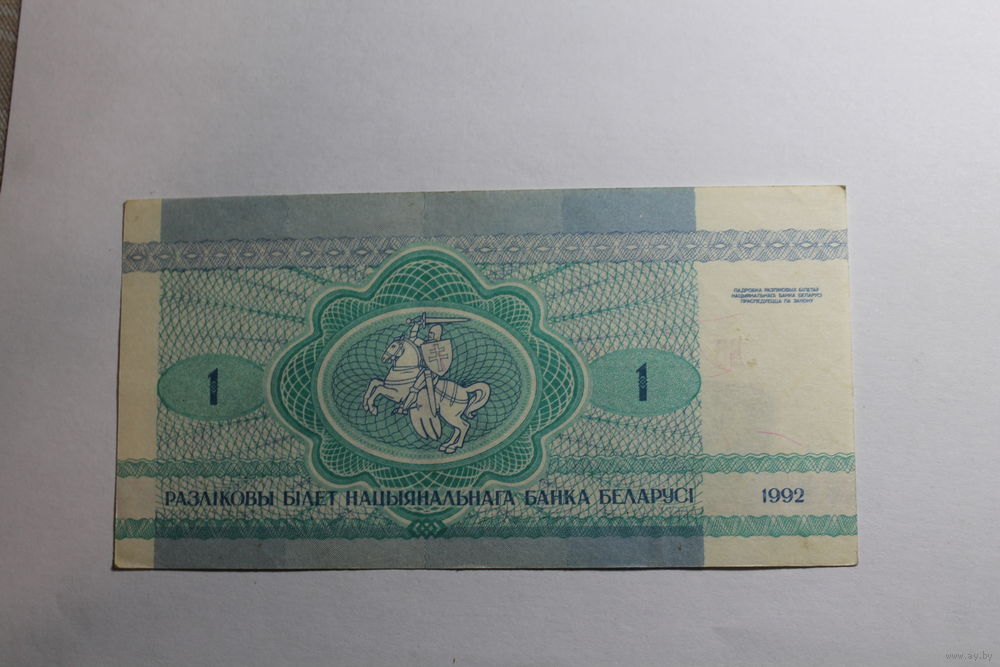 ПАДРОБКА РАЗЛІКОВЫХ БІЛЕТАЎ
НАЦЫЯНАЛЬНАГА БАНКА БЕЛАРУСІ
ПРАСЛЕДУЕЦЦА ПА ЗАКОНУ
1
1
РАЗЛІКОВЫ БІЛЕТ НАЦЫЯНАЛЬНАГА БАНКА БЕЛАРУСІ 1992
www.ay.by